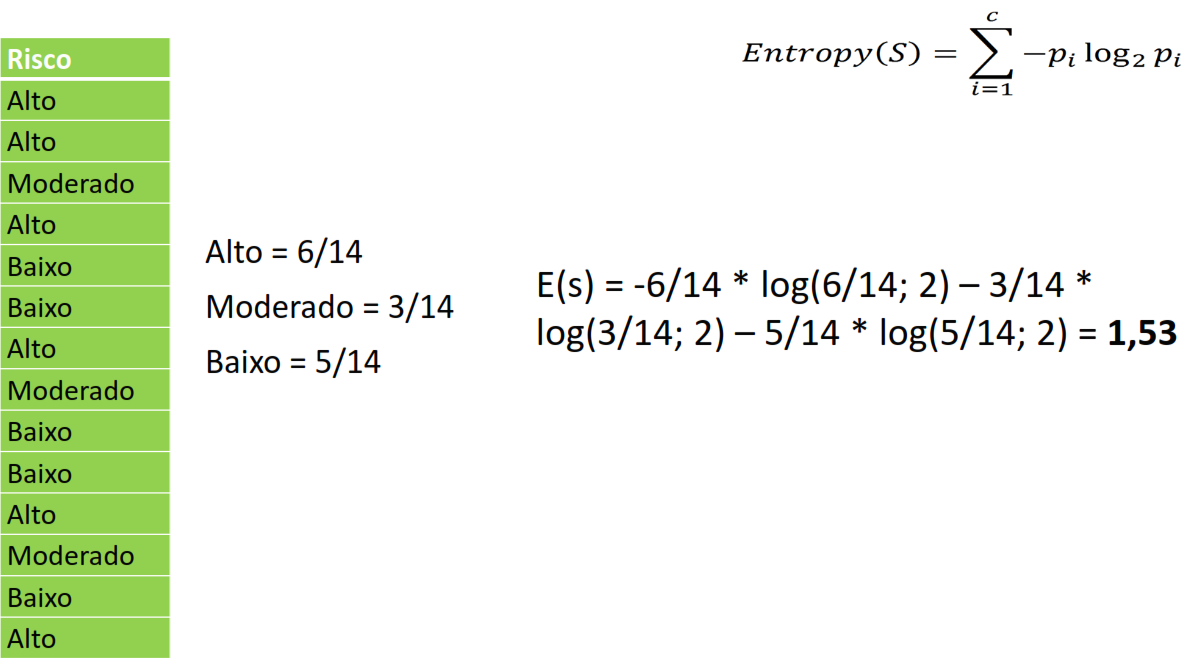 Risco
Alto
Alto
Moderado
Alto
Baixo
Baixo
Alto
Moderado
Baixo
Baixo
Alto
Moderado
Baixo
Alto
Alto = 6/14
Moderado = 3/14
Baixo = 5/14
Entropy(S) = ∑_{i=1}^{c} −p_i log_2 p_i
E(s) = -6/14 * log(6/14; 2) – 3/14 *
log(3/14; 2) – 5/14 * log(5/14; 2) = 1,53